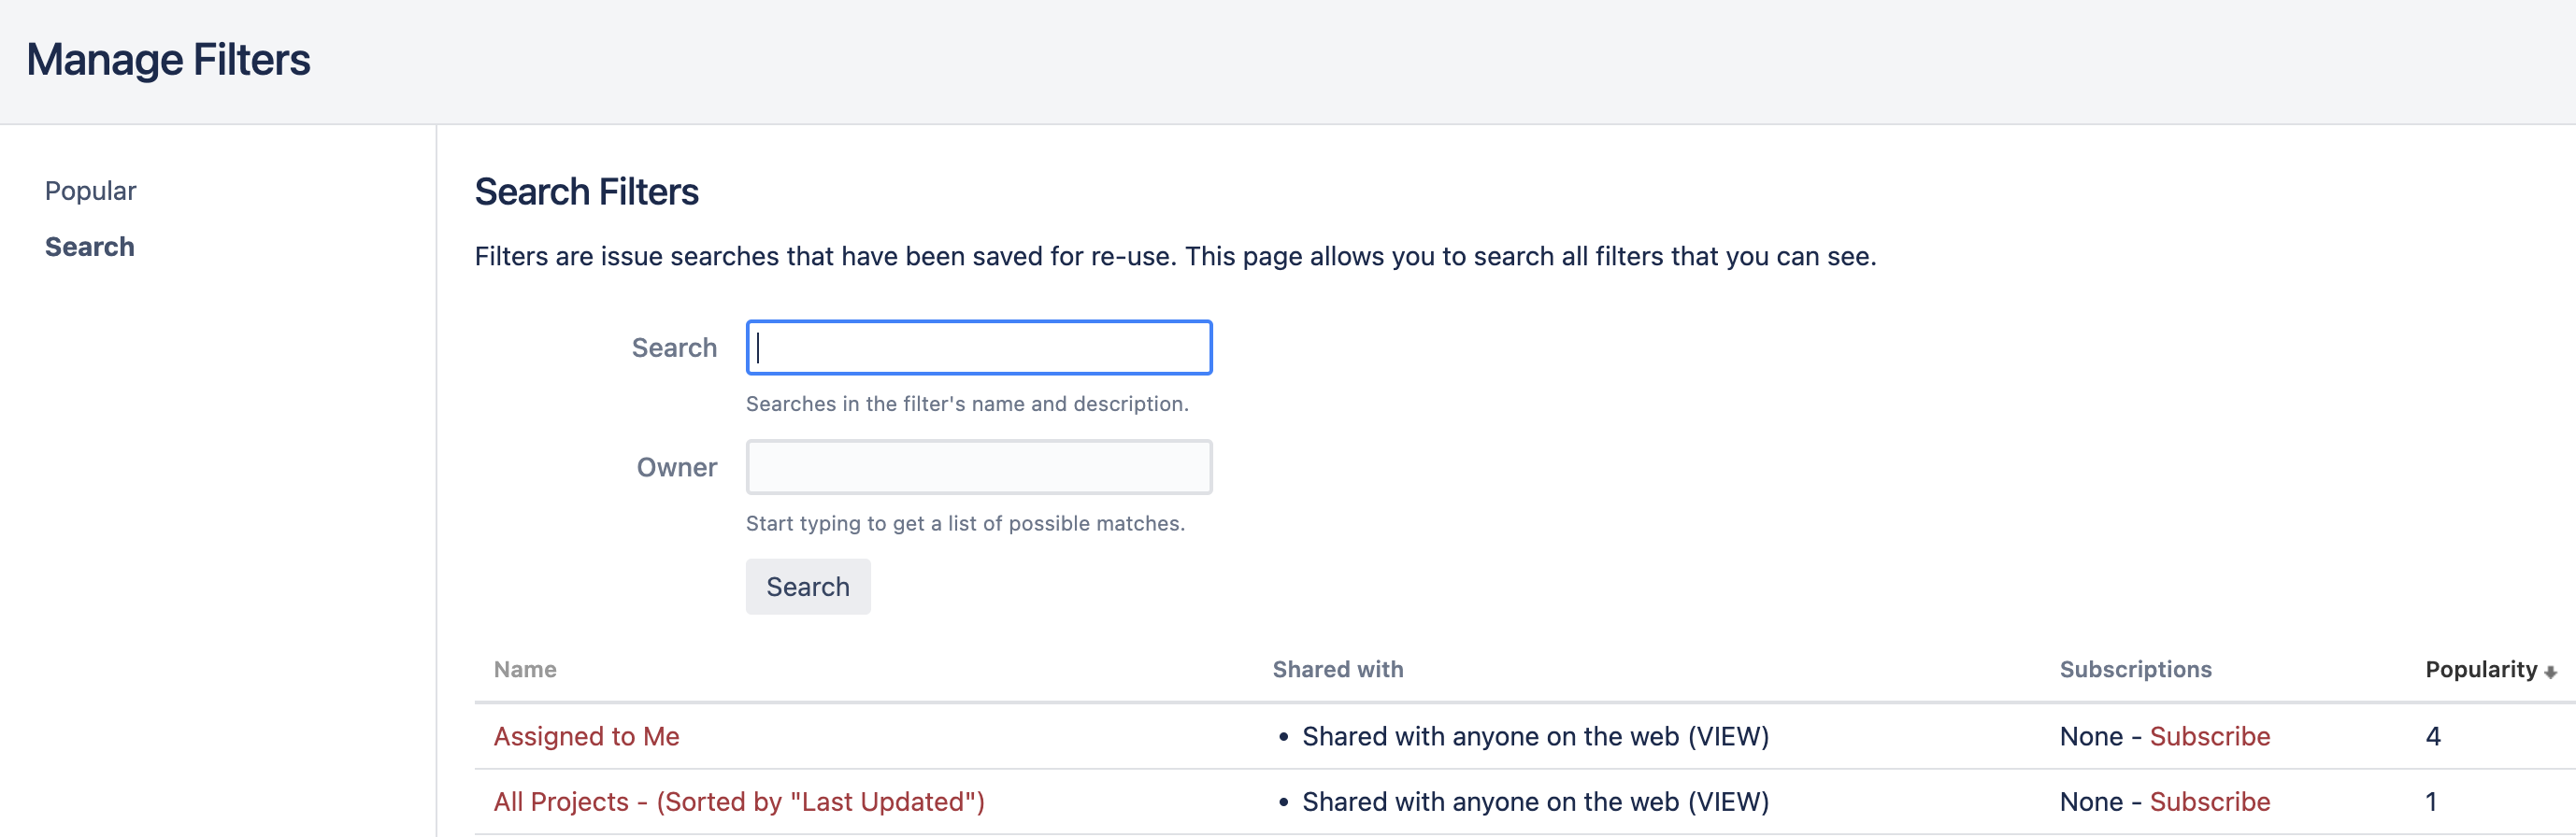 Manage Filters
Popular
Search
Search Filters
Filters are issue searches that have been saved for re-use. This page allows you to search all filters that you can see.
Search
Searches in the filter's name and description.
Owner
Start typing to get a list of possible matches.
Search
Name Shared with Subscriptions Popularity
Assigned to Me • Shared with anyone on the web (VIEW) None - Subscribe 4
All Projects - (Sorted by "Last Updated") • Shared with anyone on the web (VIEW) None - Subscribe 1